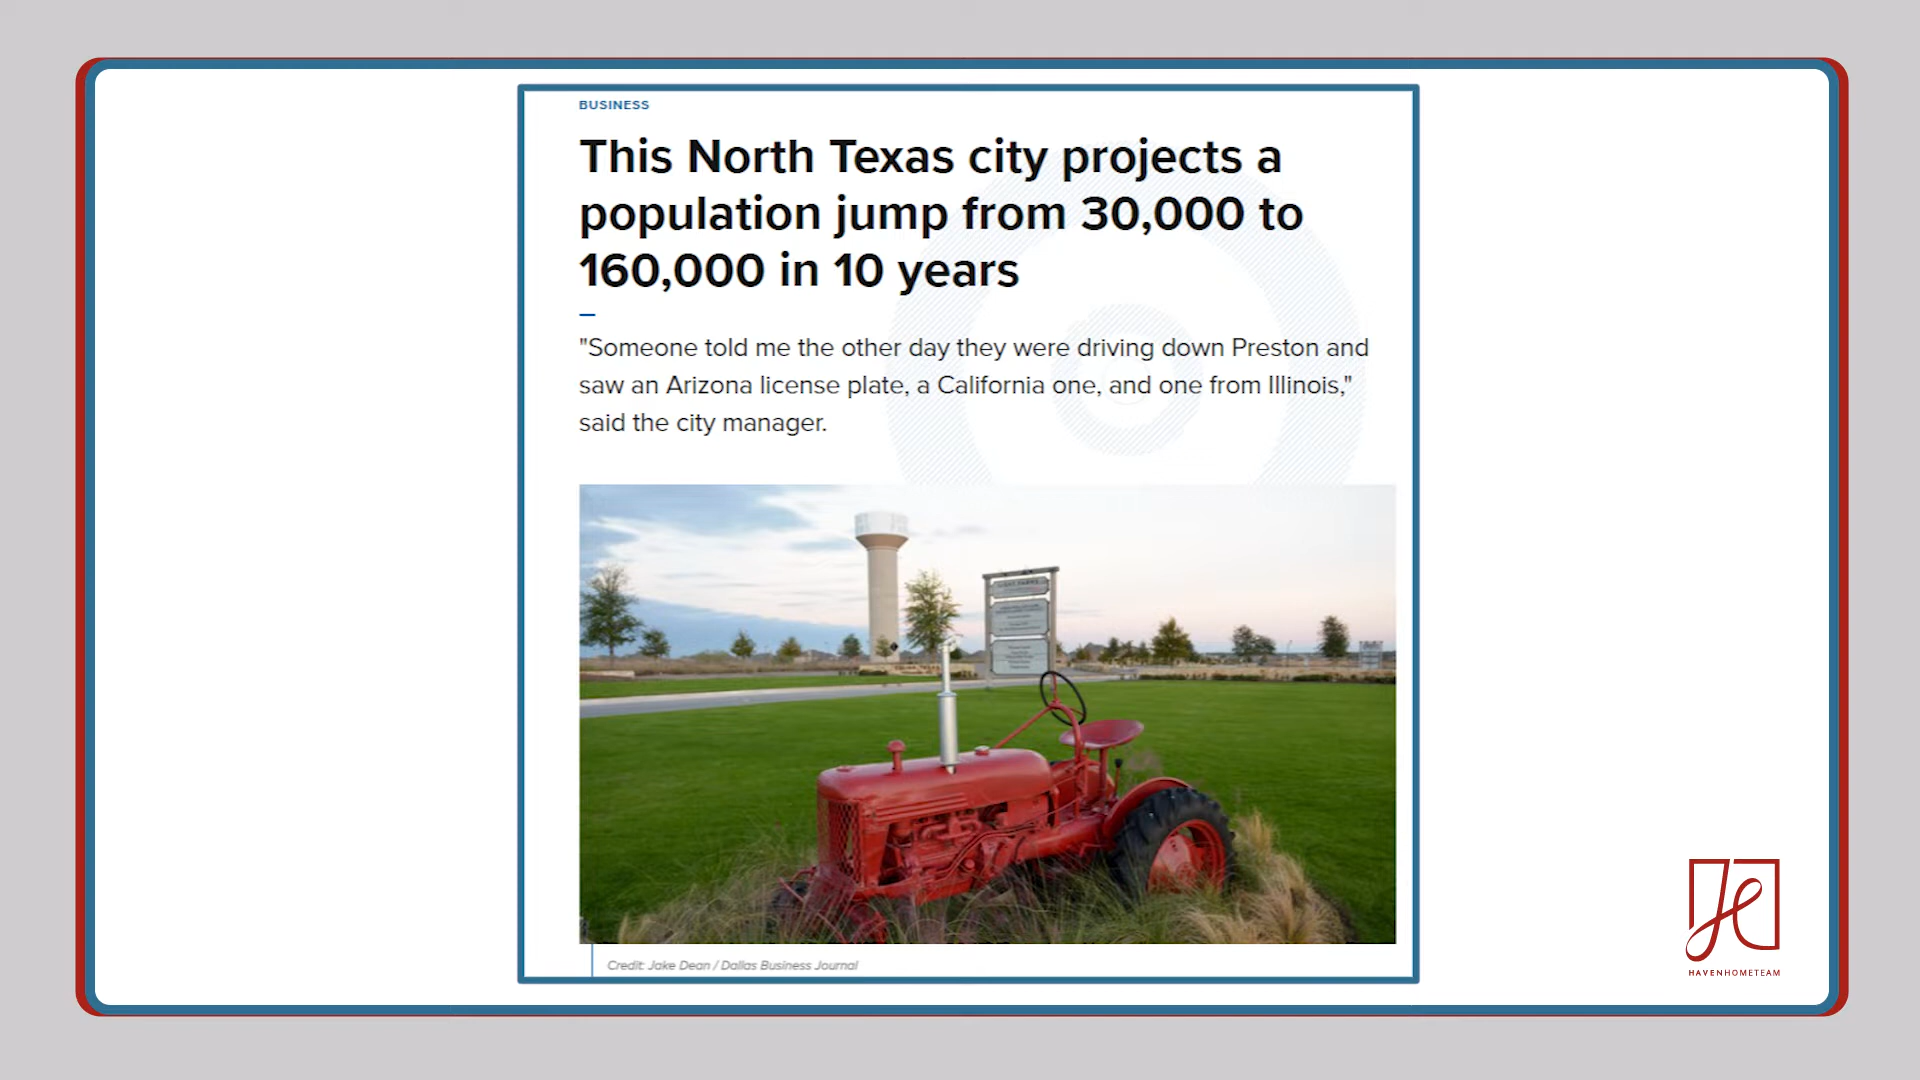 BUSINESS
This North Texas city projects a
population jump from 30,000 to
160,000 in 10 years
"Someone told me the other day they were driving down Preston and
saw an Arizona license plate, a California one, and one from Illinois,"
said the city manager.
Credit: Jake Dean / Dallas Business Journal
HAVENHOMETEAM